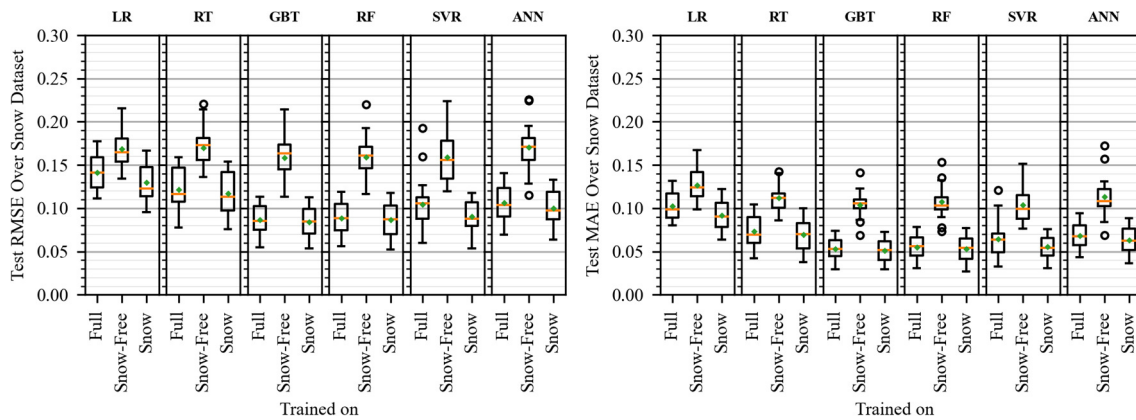 LR RT GBT RF SVR ANN
Test RMSE Over Snow Dataset
0.30
0.25
0.20
0.15
0.10
0.05
0.00
Full Snow-Free Snow Full Snow-Free Snow Full Snow-Free Snow Full Snow-Free Snow Full Snow-Free Snow Full Snow-Free Snow
Trained on
LR RT GBT RF SVR ANN
Test MAE Over Snow Dataset
0.30
0.25
0.20
0.15
0.10
0.05
0.00
Full Snow-Free Snow Full Snow-Free Snow Full Snow-Free Snow Full Snow-Free Snow Full Snow-Free Snow Full Snow-Free Snow
Trained on